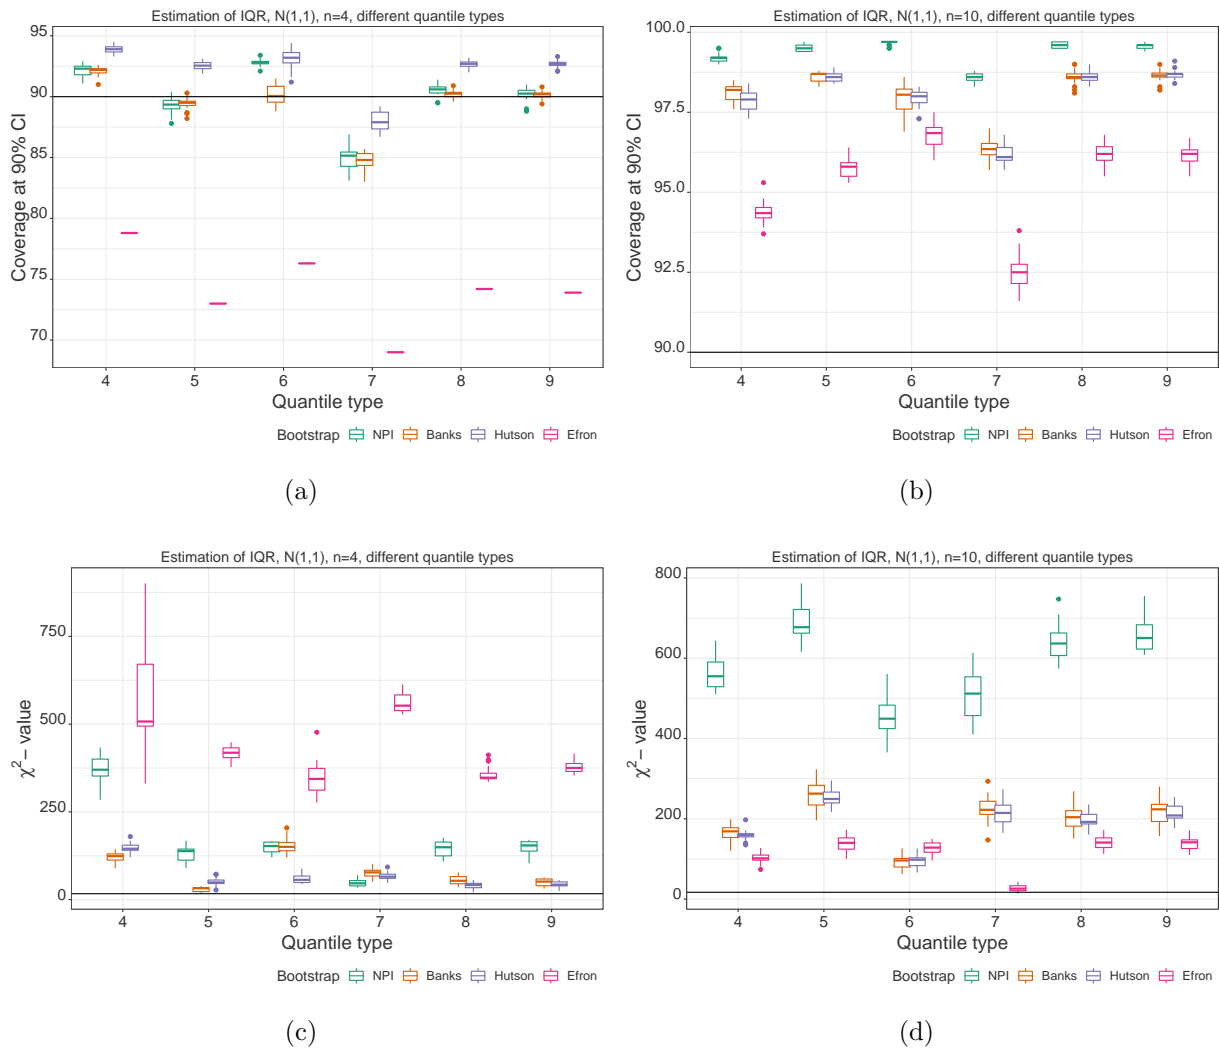 Estimation of IQR, N(1,1), n=4, different quantile types
Coverage at 90% CI
95
90
85
80
75
70
4 5 6 7 8 9
Quantile type
Bootstrap NPI Banks Hutson Efron
(a)
Estimation of IQR, N(1,1), n=10, different quantile types
Coverage at 90% CI
100.0
97.5
95.0
92.5
90.0
4 5 6 7 8 9
Quantile type
Bootstrap NPI Banks Hutson Efron
(b)
Estimation of IQR, N(1,1), n=4, different quantile types
χ²− value
750
500
250
0
4 5 6 7 8 9
Quantile type
Bootstrap NPI Banks Hutson Efron
(c)
Estimation of IQR, N(1,1), n=10, different quantile types
χ²− value
800
600
400
200
0
4 5 6 7 8 9
Quantile type
Bootstrap NPI Banks Hutson Efron
(d)